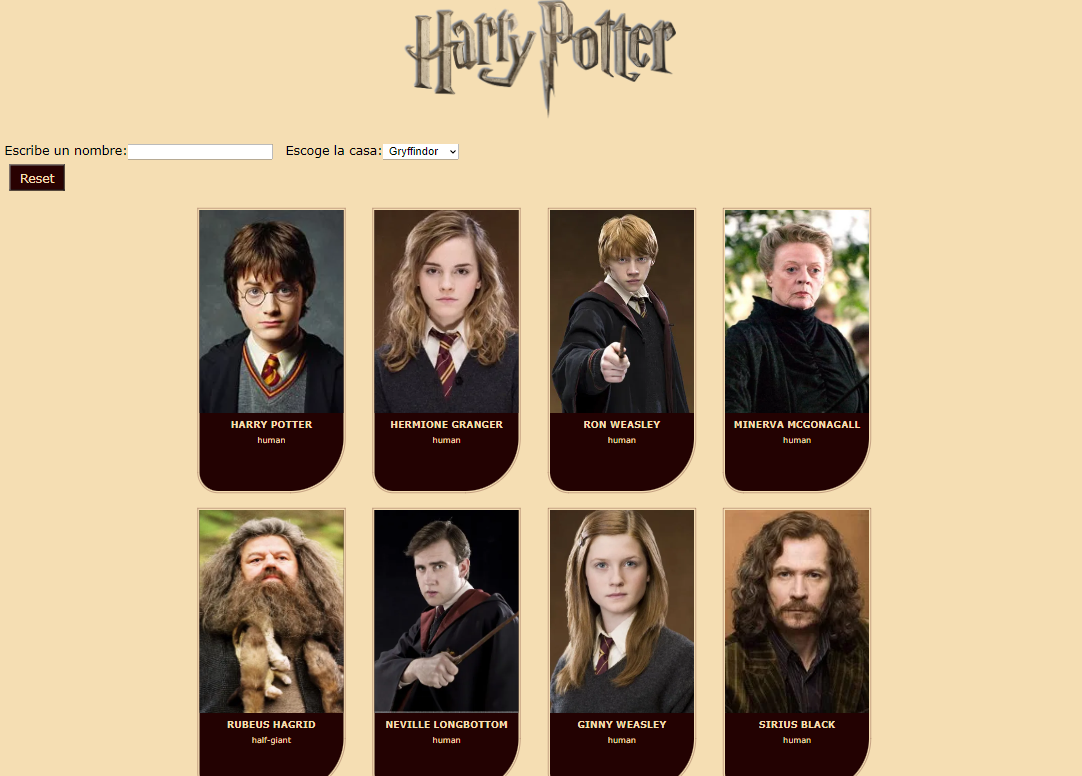 Harry Potter
Escribe un nombre: Escoge la casa: Gryffindor
Reset
HARRY POTTER HERMIONE GRANGER RON WEASLEY MINERVA MCGONAGALL
human human human human
RUBEUS HAGRID NEVILLE LONGBOTTOM GINNY WEASLEY SIRIUS BLACK
half-giant human human human